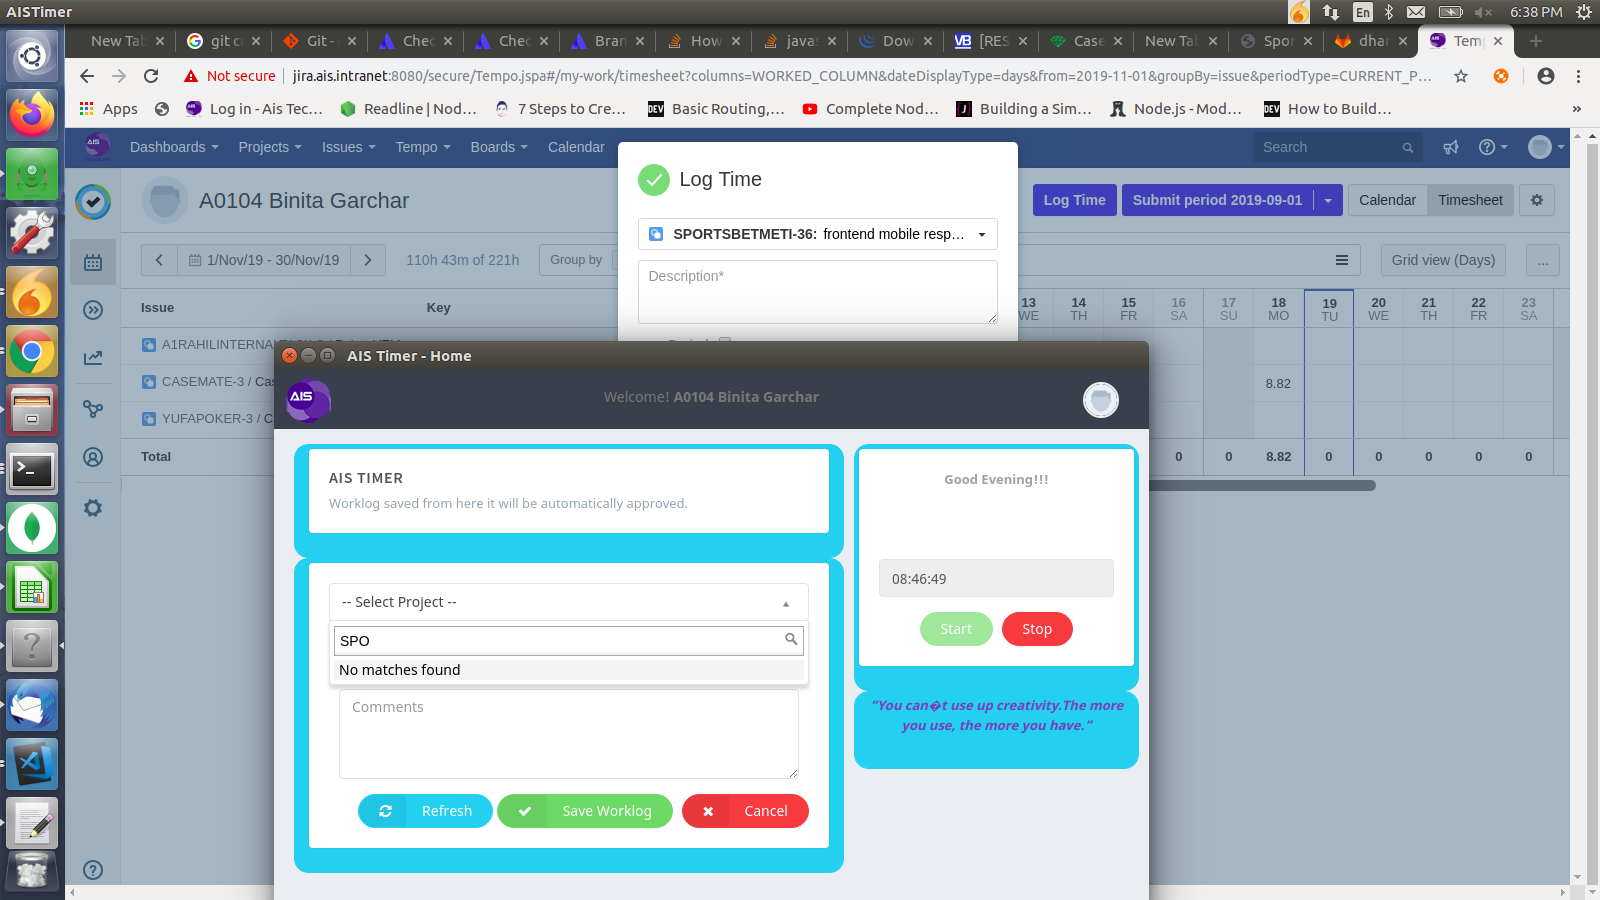 AISTimer
En
6:38 PM
New Tab
git cr
Git -
Chec
Chec
Bran
How
javas
Dow
[RES
Case
New Tab
Spor
dhar
Temp
Not secure
jira.ais.intranet:8080/secure/Tempo.jspa#/my-work/timesheet?columns=WORKED_COLUMN&dateDisplayType=days&from=2019-11-01&groupBy=issue&periodType=CURRENT_P...
Apps
Log in - Ais Tec...
Readline | Nod...
7 Steps to Cre...
Basic Routing,...
Complete Nod...
Building a Sim...
Node.js - Mod...
How to Build...
»
AIS
Dashboards
Projects
Issues
Tempo
Boards
Calendar
Search
A0104 Binita Garchar
Log Time
Submit period 2019-09-01
Calendar
Timesheet
1/Nov/19 - 30/Nov/19
110h 43m of 221h
Group by
Grid view (Days)
...
Log Time
SPORTSBETMETI-36: frontend mobile resp...
Description*
Issue
Key
13 14 15 16 17 18 19 20 21 22 23
WE TH FR SA SU MO TU WE TH FR SA
A1RAHILINTERNAL
CASEMATE-3 / Cas
8.82
YUFAPOKER-3 / C
Total
0 0 8.82 0 0 0 0 0
AIS Timer - Home
AIS
Welcome! A0104 Binita Garchar
AIS TIMER
Worklog saved from here it will be automatically approved.
Good Evening!!!
08:46:49
Start
Stop
-- Select Project --
SPO
No matches found
Comments
Refresh
Save Worklog
Cancel
“You can�t use up creativity.The more
you use, the more you have.”